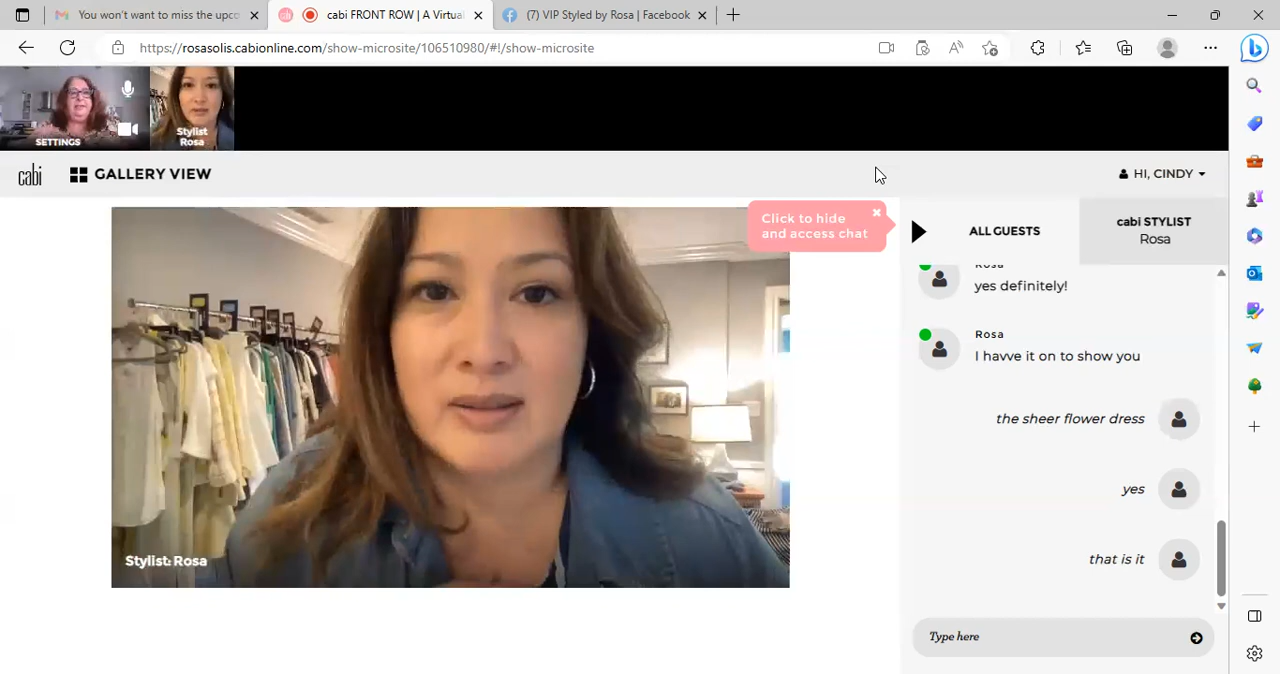 You won't want to miss the upco
cabi FRONT ROW | A Virtual
(7) VIP Styled by Rosa | Facebook
https://rosasolis.cabionline.com/show-microsite/106510980/#!/show-microsite
SETTINGS
Stylist
Rosa
cabi
GALLERY VIEW
HI, CINDY
Click to hide
and access chat
ALL GUESTS
cabi STYLIST
Rosa
Rosa
yes definitely!
Rosa
I havve it on to show you
the sheer flower dress
yes
that is it
Stylist: Rosa
Type here